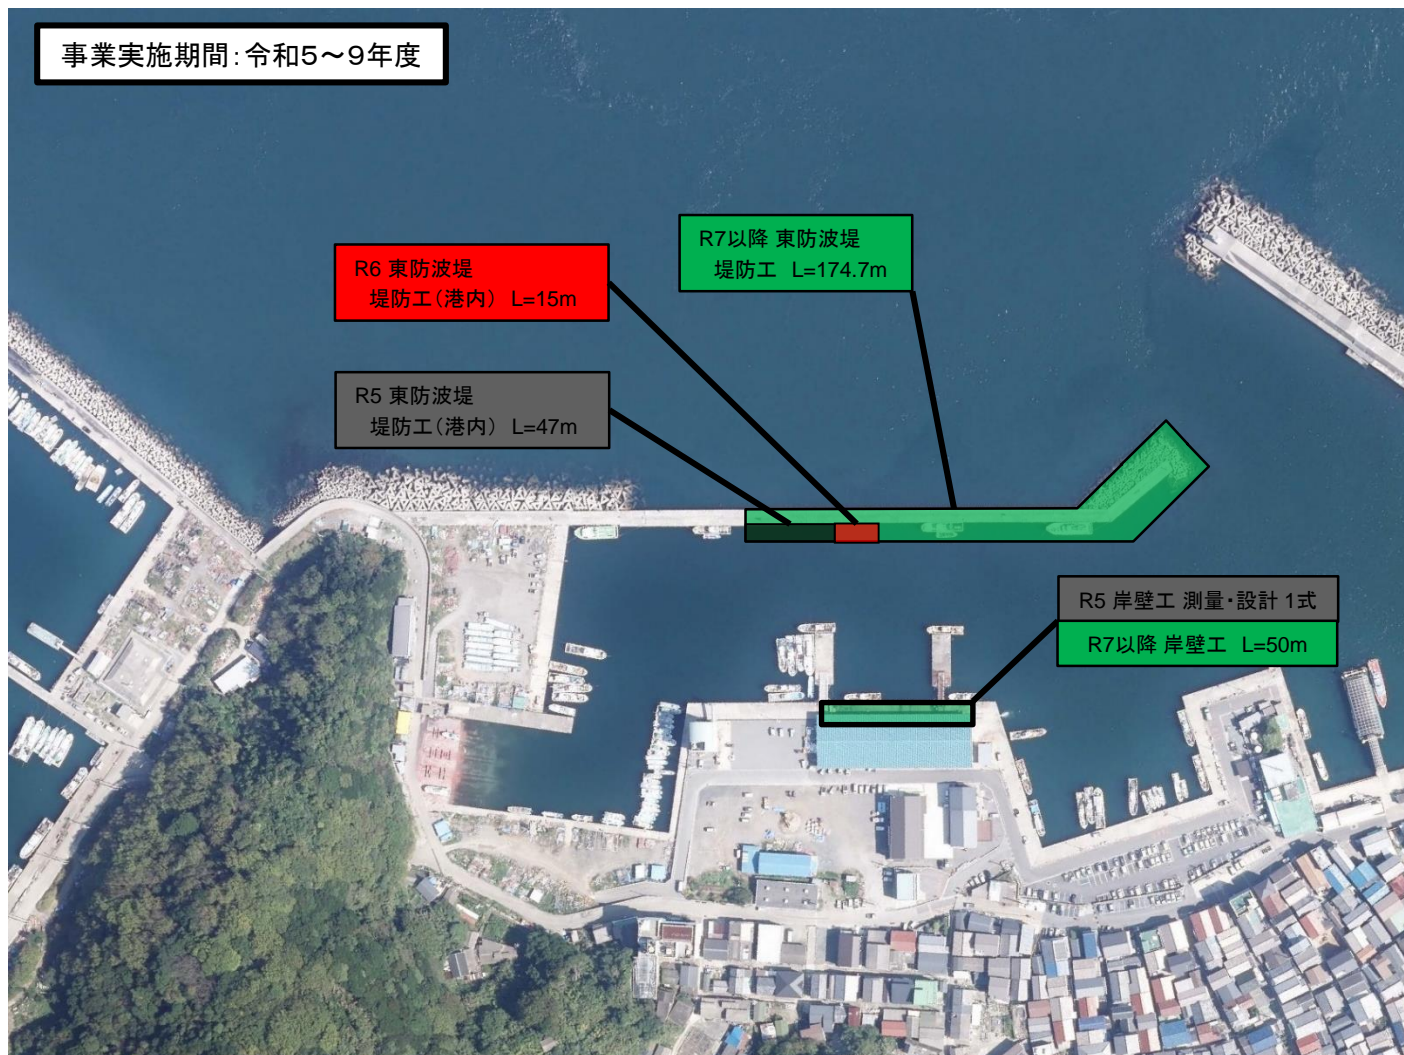 事業実施期間：令和５～９年度
R7以降 東防波堤
堤防工 L=174.7m
R6 東防波堤
堤防工（港内） L=15m
R5 東防波堤
堤防工（港内） L=47m
R5 岸壁工 測量・設計 1式
R7以降 岸壁工 L=50m